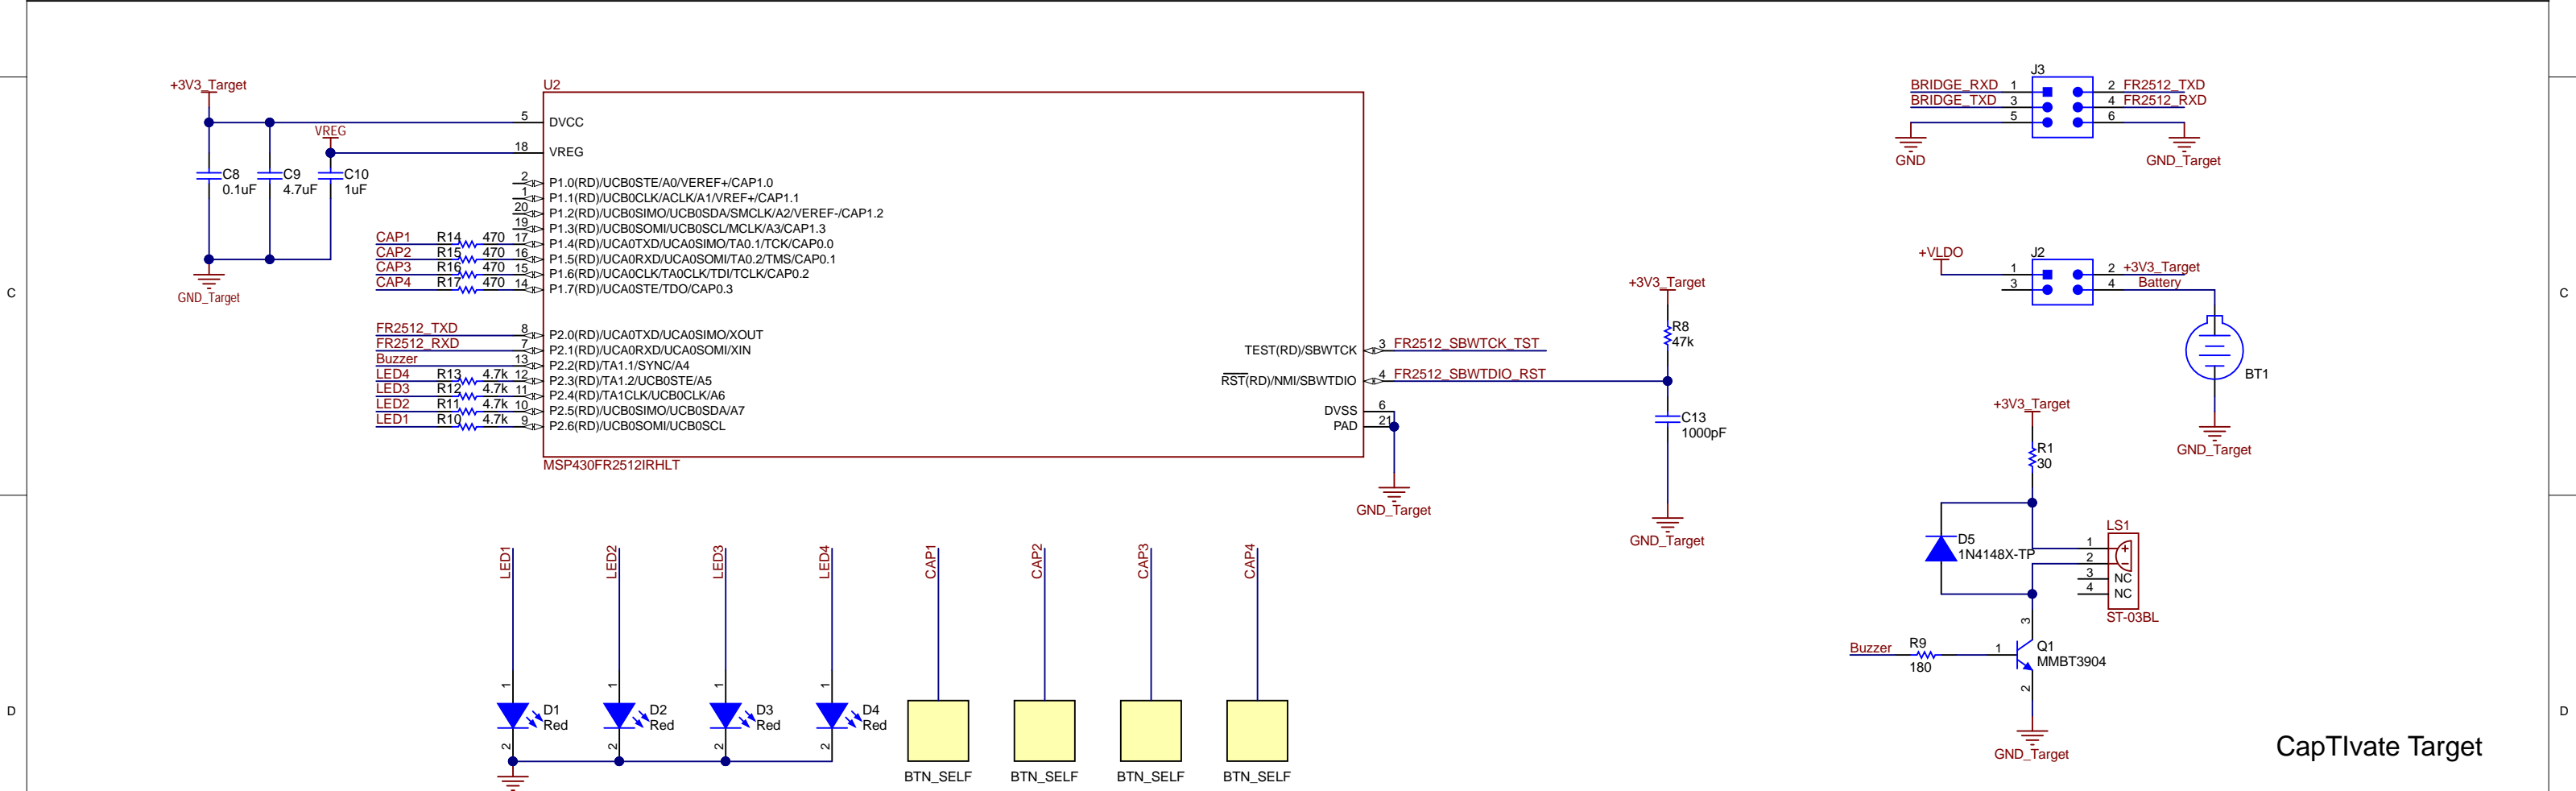 +3V3_Target
VREG
C8
0.1uF
C9
4.7uF
C10
1uF
GND_Target
U2
5 DVCC
18 VREG
2 P1.0(RD)/UCB0STE/A0/VEREF+/CAP1.0
1 P1.1(RD)/UCB0CLK/ACLK/A1/VREF+/CAP1.1
20 P1.2(RD)/UCB0SIMO/UCB0SDA/SMCLK/A2/VEREF-/CAP1.2
19 P1.3(RD)/UCB0SOMI/UCB0SCL/MCLK/A3/CAP1.3
CAP1 R14 470 17 P1.4(RD)/UCA0TXD/UCA0SIMO/TA0.1/TCK/CAP0.0
CAP2 R15 470 16 P1.5(RD)/UCA0RXD/UCA0SOMI/TA0.2/TMS/CAP0.1
CAP3 R16 470 15 P1.6(RD)/UCA0CLK/TA0CLK/TDI/TCLK/CAP0.2
CAP4 R17 470 14 P1.7(RD)/UCA0STE/TDO/CAP0.3
FR2512_TXD 8 P2.0(RD)/UCA0TXD/UCA0SIMO/XOUT
FR2512_RXD 7 P2.1(RD)/UCA0RXD/UCA0SOMI/XIN
Buzzer 13 P2.2(RD)/TA1.1/SYNC/A4
LED4 R13 4.7k 12 P2.3(RD)/TA1.2/UCB0STE/A5
LED3 R12 4.7k 11 P2.4(RD)/TA1CLK/UCB0CLK/A6
LED2 R11 4.7k 10 P2.5(RD)/UCB0SIMO/UCB0SDA/A7
LED1 R10 4.7k 9 P2.6(RD)/UCB0SOMI/UCB0SCL
TEST(RD)/SBWTCK 3 FR2512_SBWTCK_TST
RST(RD)/NMI/SBWTDIO 4 FR2512_SBWTDIO_RST
DVSS 6
PAD 21
MSP430FR2512IRHLT
GND_Target
+3V3_Target
R8
47k
C13
1000pF
GND_Target
J3
BRIDGE_RXD 1 2 FR2512_TXD
BRIDGE_TXD 3 4 FR2512_RXD
5 6
GND GND_Target
+VLDO
J2
1 2 +3V3_Target
3 4 Battery
BT1
GND_Target
+3V3_Target
R1
30
D5
1N4148X-TP
LS1
1 +
2 -
3 NC
4 NC
ST-03BL
3
Buzzer R9 1 Q1
180 MMBT3904
2
GND_Target
LED1 LED2 LED3 LED4 CAP1 CAP2 CAP3 CAP4
1 1 1 1
D1 D2 D3 D4
Red Red Red Red
2 2 2 2
BTN_SELF BTN_SELF BTN_SELF BTN_SELF
C C
D D
CapTIvate Target